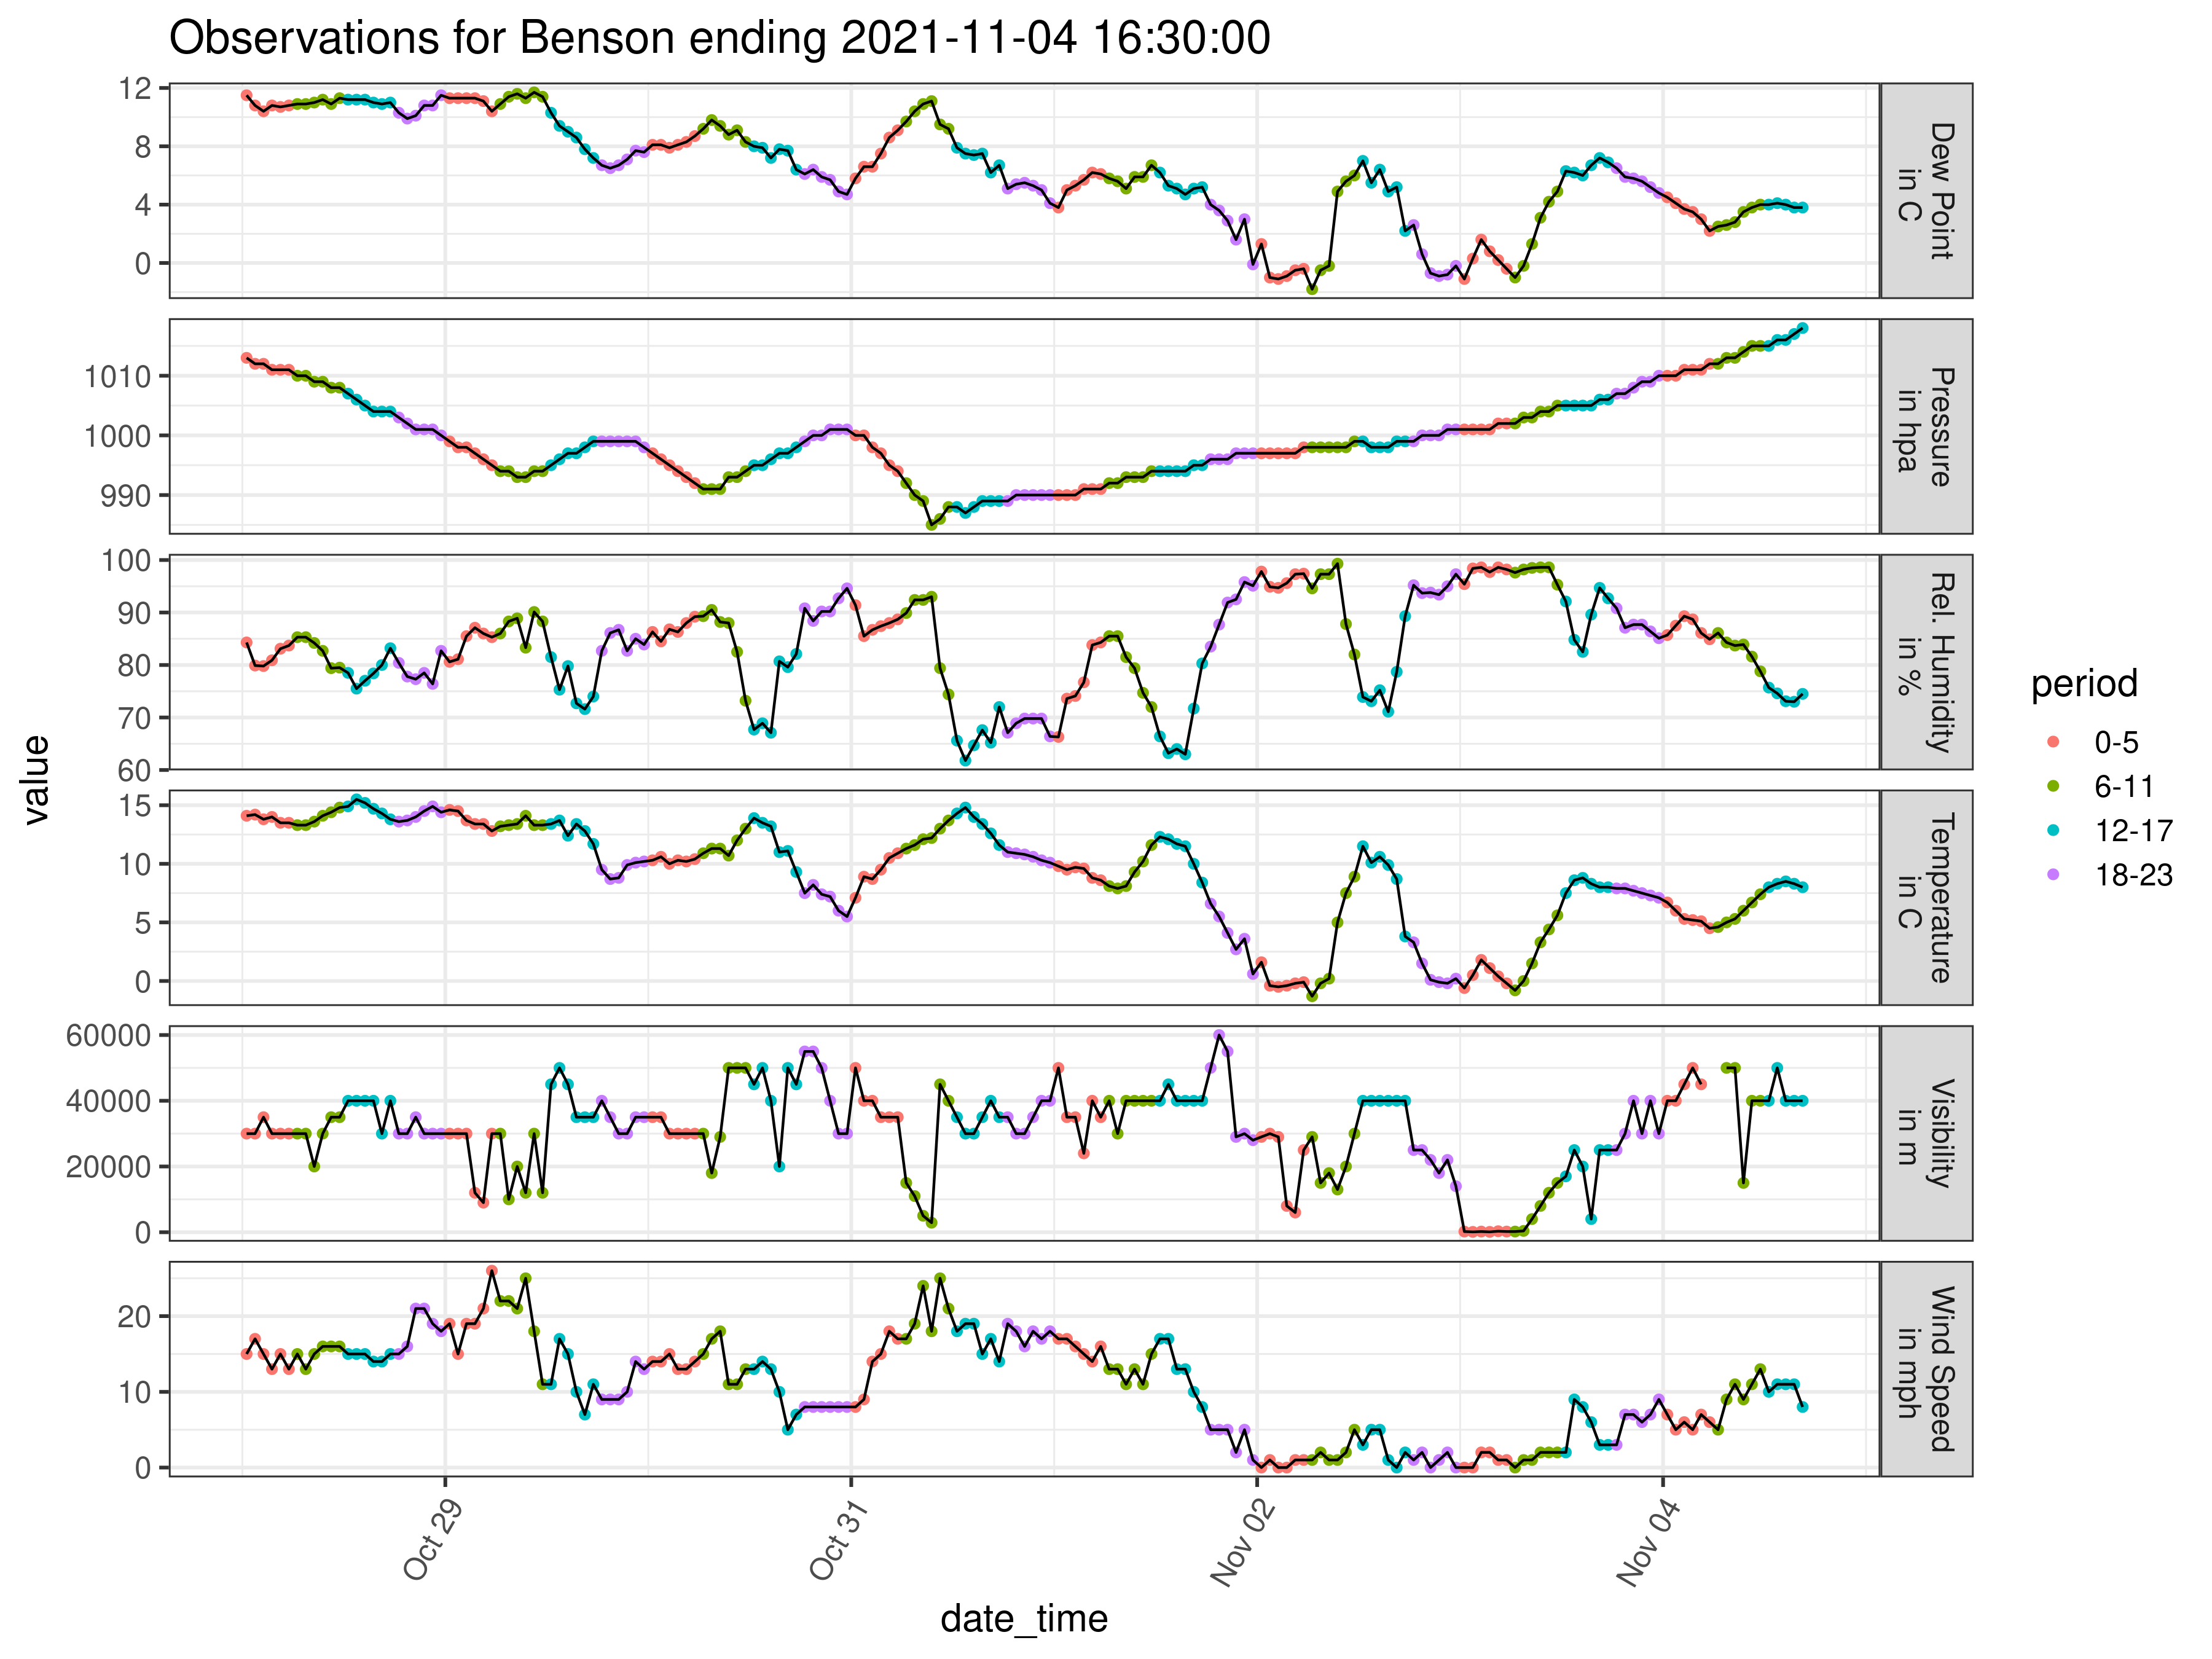 Observations for Benson ending 2021-11-04 16:30:00
value
12
8
4
0
Dew Point
in C
1010
1000
990
Pressure
in hpa
100
90
80
70
60
Rel. Humidity
in %
15
10
5
0
Temperature
in C
60000
40000
20000
0
Visibility
in m
20
10
0
Wind Speed
in mph
Oct 29
Oct 31
Nov 02
Nov 04
date_time
period
0-5
6-11
12-17
18-23